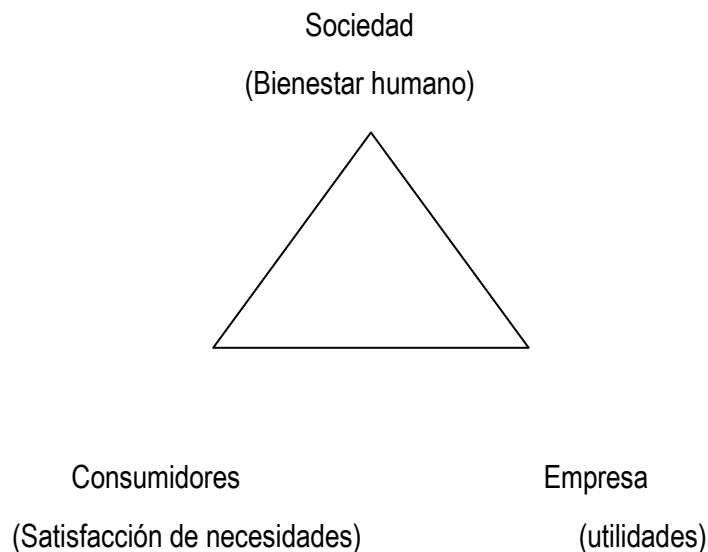 Sociedad
(Bienestar humano)
Consumidores
Empresa
(Satisfacción de necesidades)
(utilidades)